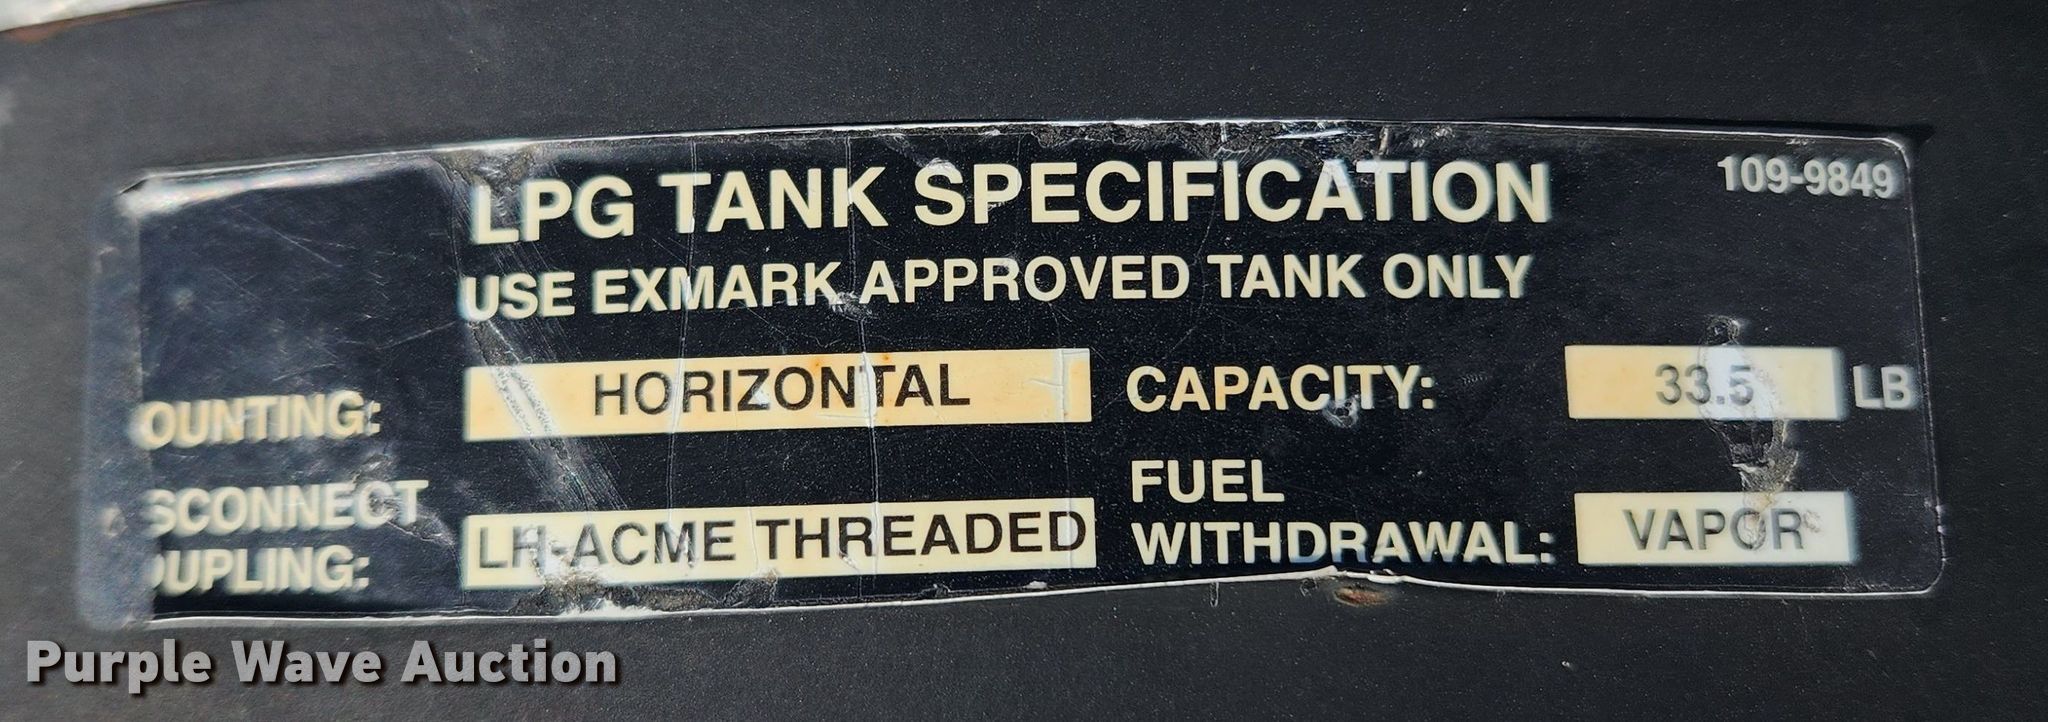 109-9849
LPG TANK SPECIFICATION
USE EXMARK APPROVED TANK ONLY
OUNTING: HORIZONTAL CAPACITY: 33.5 LB
SCONNECT
OUPLING: LH-ACME THREADED
FUEL
WITHDRAWAL: VAPOR
Purple Wave Auction